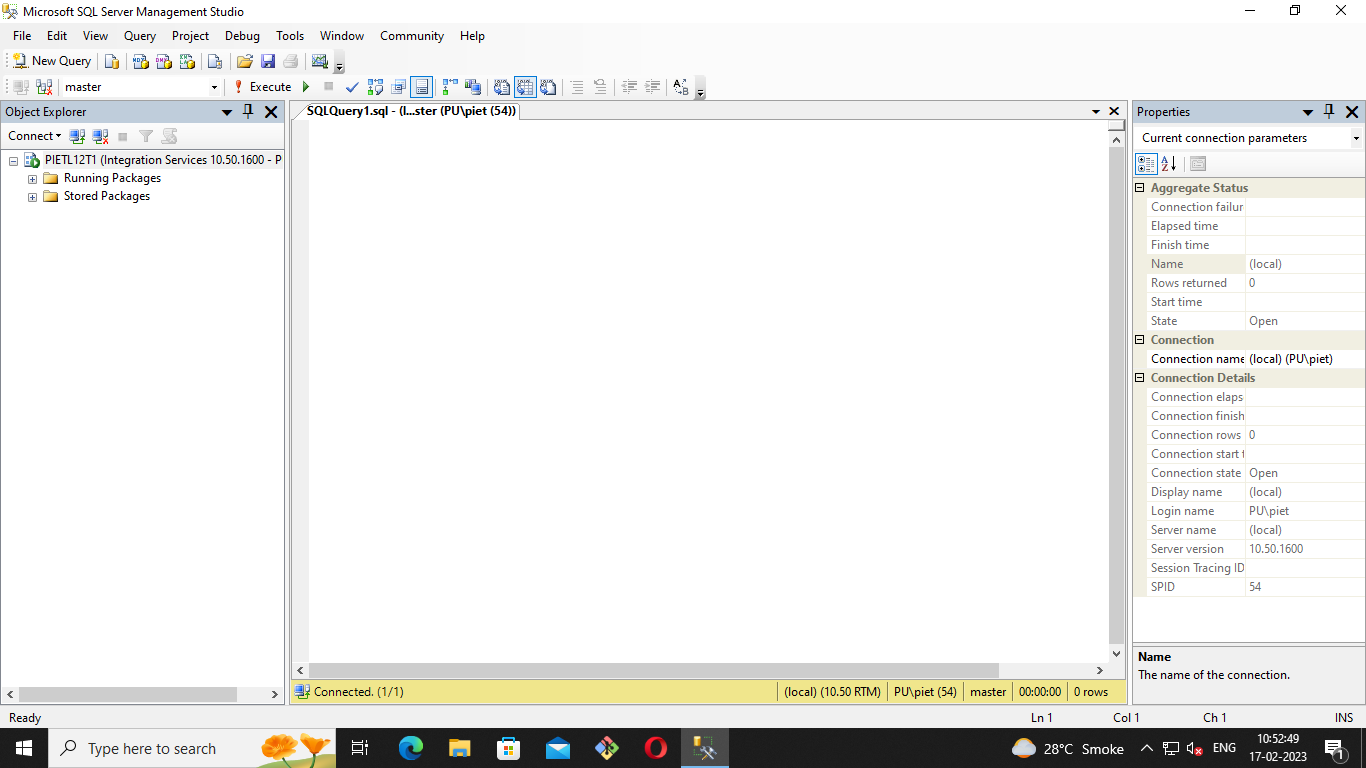 Microsoft SQL Server Management Studio
File Edit View Query Project Debug Tools Window Community Help
New Query
master Execute
Object Explorer
Connect
PIETL12T1 (Integration Services 10.50.1600 - P
Running Packages
Stored Packages
SQLQuery1.sql - (l...ster (PU\piet (54))
Connected. (1/1) (local) (10.50 RTM) PU\piet (54) master 00:00:00 0 rows
Properties
Current connection parameters
Aggregate Status
Connection failur
Elapsed time
Finish time
Name (local)
Rows returned 0
Start time
State Open
Connection
Connection name (local) (PU\piet)
Connection Details
Connection elaps
Connection finish
Connection rows 0
Connection start t
Connection state Open
Display name (local)
Login name PU\piet
Server name (local)
Server version 10.50.1600
Session Tracing ID
SPID 54
Name
The name of the connection.
Ready Ln 1 Col 1 Ch 1 INS
Type here to search
28°C Smoke ENG
10:52:49
17-02-2023
1